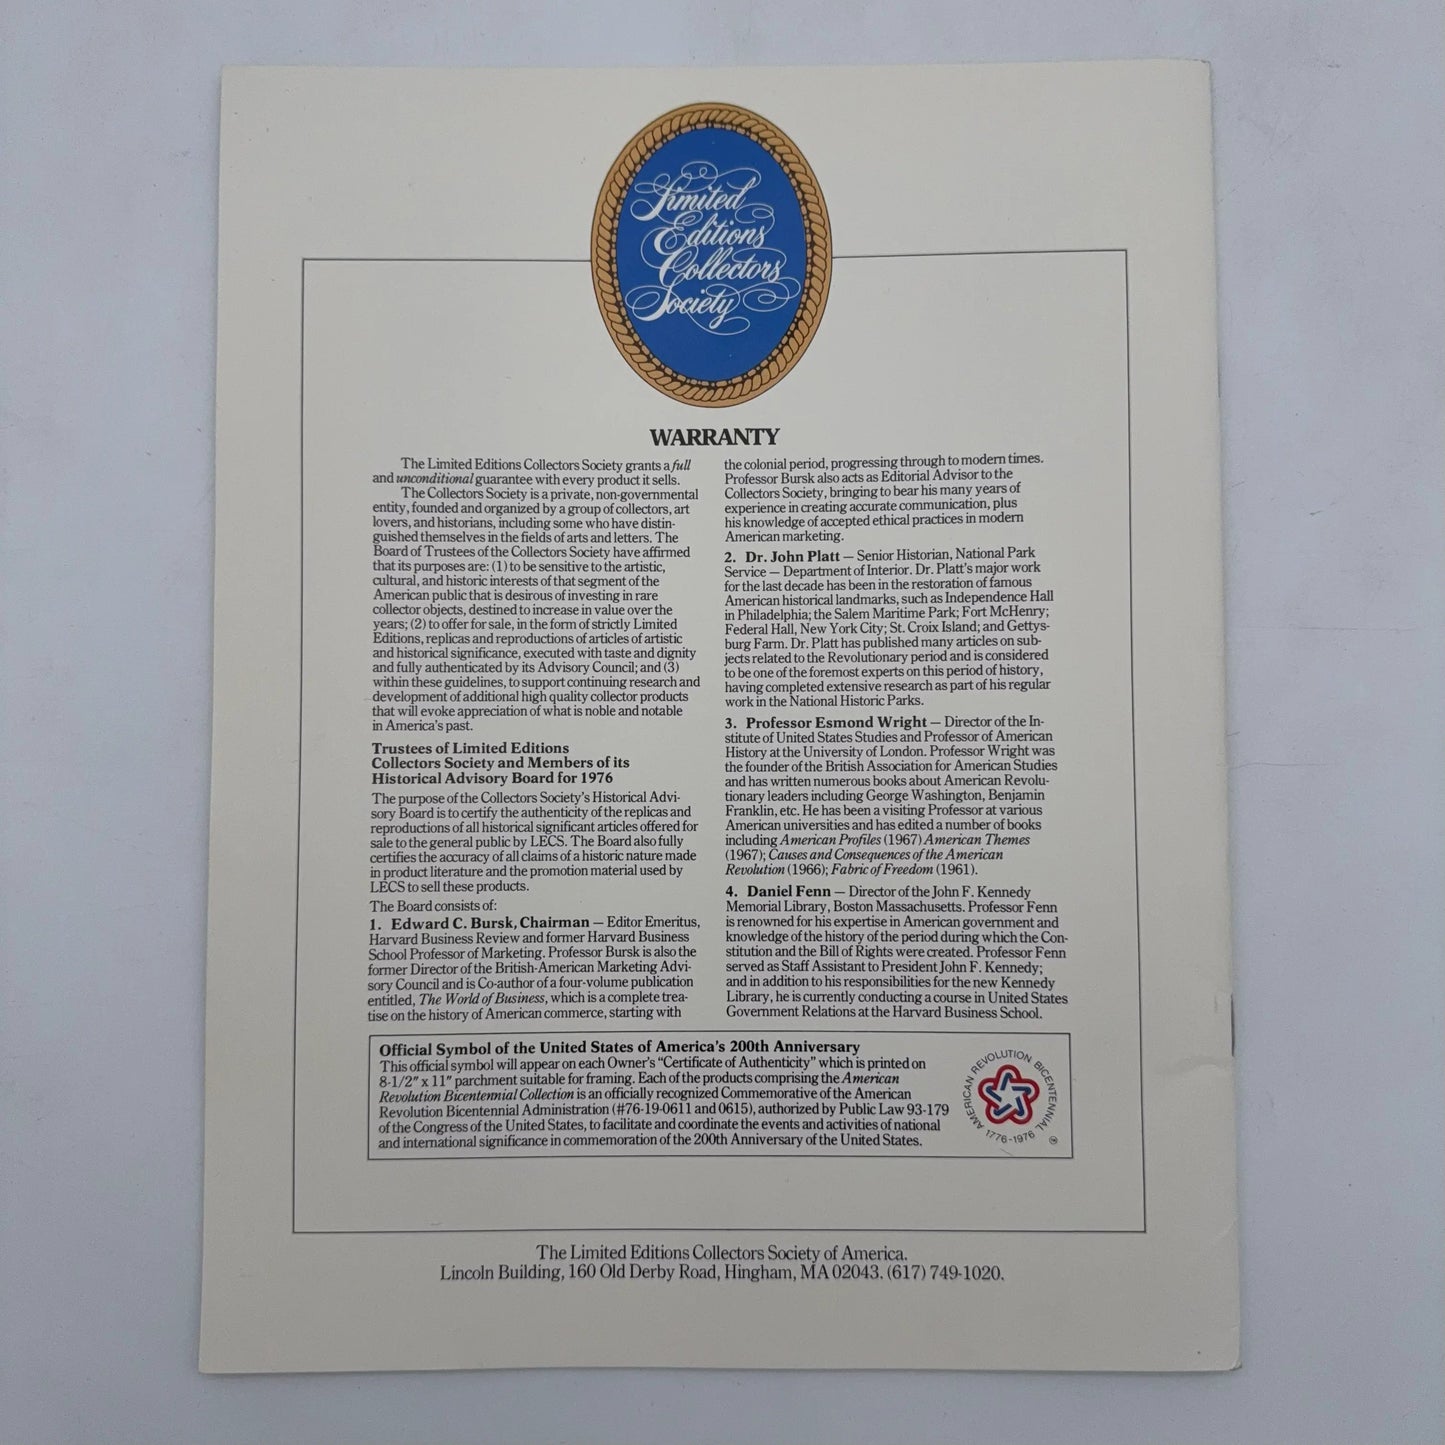 Limited
Editions
Collectors
Society
WARRANTY
The Limited Editions Collectors Society grants a full
and unconditional guarantee with every product it sells.
The Collectors Society is a private, non-governmental
entity, founded and organized by a group of collectors, art
lovers, and historians, including some who have distin-
guished themselves in the fields of arts and letters. The
Board of Trustees of the Collectors Society have affirmed
that its purposes are: (1) to be sensitive to the artistic,
cultural, and historic interests of that segment of the
American public that is desirous of investing in rare
collector objects, destined to increase in value over the
years; (2) to offer for sale, in the form of strictly Limited
Editions, replicas and reproductions of articles of artistic
and historical significance, executed with taste and dignity
and fully authenticated by its Advisory Council; and (3)
within these guidelines, to support continuing research and
development of additional high quality collector products
that will evoke appreciation of what is noble and notable
in America's past.
Trustees of Limited Editions
Collectors Society and Members of its
Historical Advisory Board for 1976
The purpose of the Collectors Society's Historical Advi-
sory Board is to certify the authenticity of the replicas and
reproductions of all historical significant articles offered for
sale to the general public by LECS. The Board also fully
certifies the accuracy of all claims of a historic nature made
in product literature and the promotion material used by
LECS to sell these products.
The Board consists of:
1. Edward C. Bursk, Chairman — Editor Emeritus,
Harvard Business Review and former Harvard Business
School Professor of Marketing. Professor Bursk is also the
former Director of the British-American Marketing Advi-
sory Council and is Co-author of a four-volume publication
entitled, The World of Business, which is a complete trea-
tise on the history of American commerce, starting with
the colonial period, progressing through to modern times.
Professor Bursk also acts as Editorial Advisor to the
Collectors Society, bringing to bear his many years of
experience in creating accurate communication, plus
his knowledge of accepted ethical practices in modern
American marketing.
2. Dr. John Platt — Senior Historian, National Park
Service — Department of Interior. Dr. Platt's major work
for the last decade has been in the restoration of famous
American historical landmarks, such as Independence Hall
in Philadelphia; the Salem Maritime Park; Fort McHenry;
Federal Hall, New York City; St. Croix Island; and Gettys-
burg Farm. Dr. Platt has published many articles on sub-
jects related to the Revolutionary period and is considered
to be one of the foremost experts on this period of history,
having completed extensive research as part of his regular
work in the National Historic Parks.
3. Professor Esmond Wright — Director of the In-
stitute of United States Studies and Professor of American
History at the University of London. Professor Wright was
the founder of the British Association for American Studies
and has written numerous books about American Revolu-
tionary leaders including George Washington, Benjamin
Franklin, etc. He has been a visiting Professor at various
American universities and has edited a number of books
including American Profiles (1967) American Themes
(1967); Causes and Consequences of the American
Revolution (1966); Fabric of Freedom (1961).
4. Daniel Fenn — Director of the John F. Kennedy
Memorial Library, Boston Massachusetts. Professor Fenn
is renowned for his expertise in American government and
knowledge of the history of the period during which the Con-
stitution and the Bill of Rights were created. Professor Fenn
served as Staff Assistant to President John F. Kennedy;
and in addition to his responsibilities for the new Kennedy
Library, he is currently conducting a course in United States
Government Relations at the Harvard Business School.
Official Symbol of the United States of America's 200th Anniversary
This official symbol will appear on each Owner's "Certificate of Authenticity" which is printed on
8-1/2" x 11" parchment suitable for framing. Each of the products comprising the American
Revolution Bicentennial Collection is an officially recognized Commemorative of the American
Revolution Bicentennial Administration (#76-19-0611 and 0615), authorized by Public Law 93-179
of the Congress of the United States, to facilitate and coordinate the events and activities of national
and international significance in commemoration of the 200th Anniversary of the United States.
AMERICAN REVOLUTION BICENTENNIAL
1776-1976
The Limited Editions Collectors Society of America.
Lincoln Building, 160 Old Derby Road, Hingham, MA 02043. (617) 749-1020.